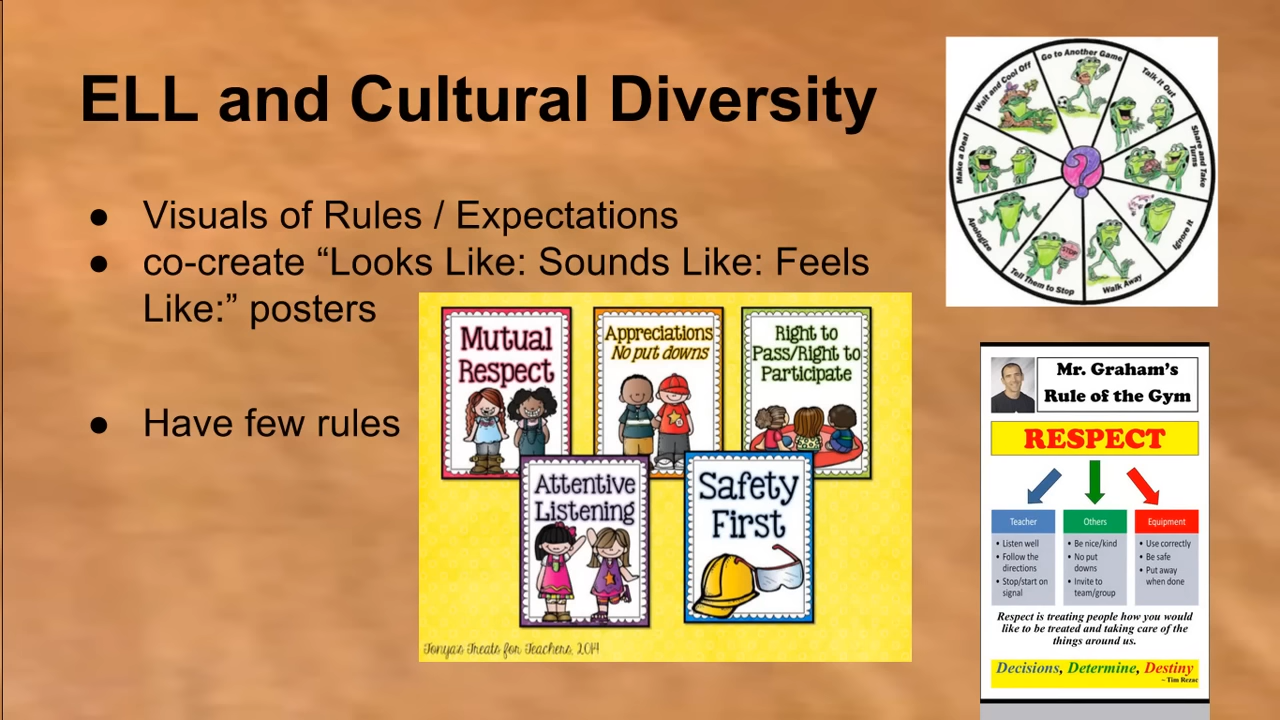 ELL and Cultural Diversity
● Visuals of Rules / Expectations
● co-create “Looks Like: Sounds Like: Feels
Like:” posters
● Have few rules
Go to Another Game
Talk it Out
Share and Take
Turns
Ignore It
Walk Away
Tell Them to Stop
Apologize
Make a Deal
Wait and Cool Off
?
STOP
Mutual
Respect
Appreciations
No put downs
Right to
Pass/Right to
Participate
Attentive
Listening
Safety
First
Tonya's Treats for Teachers, 2014
Mr. Graham's
Rule of the Gym
RESPECT
Teacher
• Listen well
• Follow the
directions
• Stop/start on
signal
Others
• Be nice/kind
• No put
downs
• Invite to
team/group
Equipment
• Use correctly
• Be safe
• Put away
when done
Respect is treating people how you would
like to be treated and taking care of the
things around us.
Decisions, Determine, Destiny
~ Tim Rezac